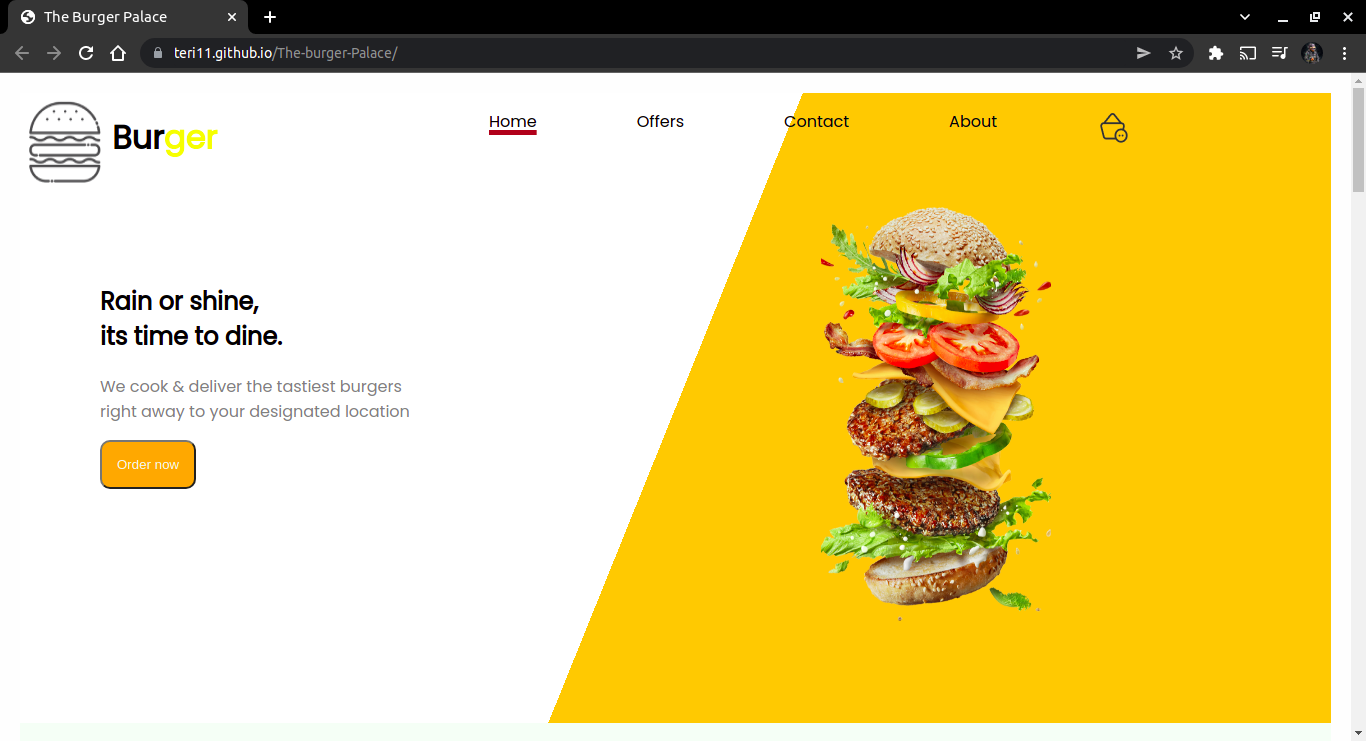 The Burger Palace
teri11.github.io/The-burger-Palace/
Burger
Home Offers Contact About
Rain or shine,
its time to dine.
We cook & deliver the tastiest burgers
right away to your designated location
Order now